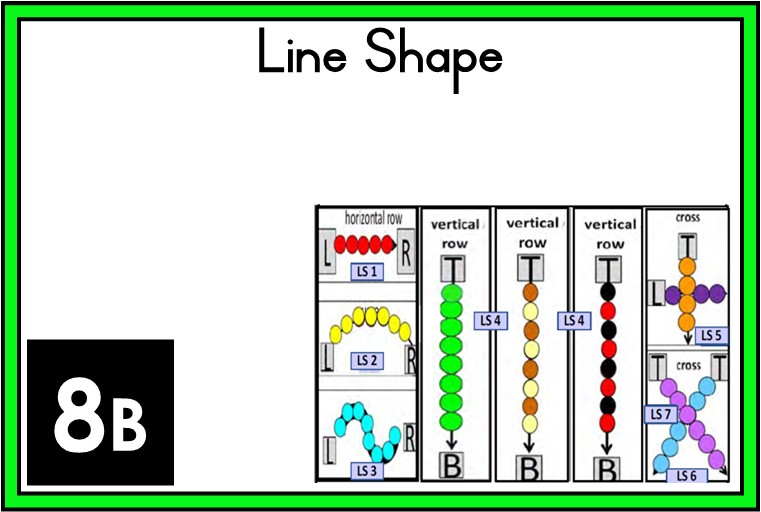 Line Shape
horizontal row
L
R
LS 1
L
R
LS 2
L
R
LS 3
vertical
row
T
B
LS 4
vertical
row
T
B
LS 4
vertical
row
T
B
cross
T
L
LS 5
cross
T
T
LS 7
LS 6
8B